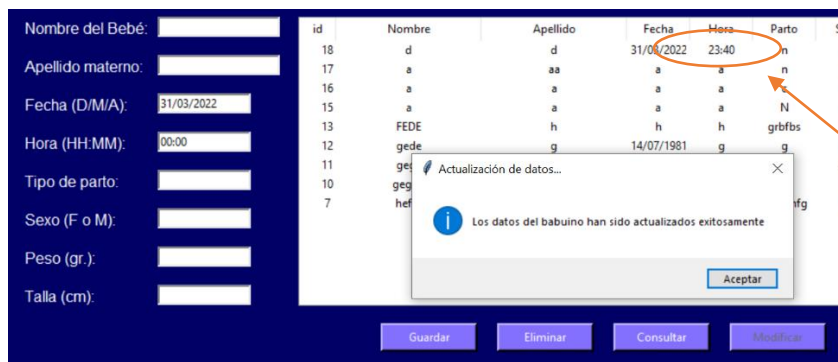 Nombre del Bebé:
Apellido materno:
Fecha (D/M/A): 31/03/2022
Hora (HH:MM): 00:00
Tipo de parto:
Sexo (F o M):
Peso (gr.):
Talla (cm):
id Nombre Apellido Fecha Hora Parto S
18 d d 31/03/2022 23:40 n
17 a aa a a n
16 a a a a
15 a a a a N
13 FEDE h h h grbfbs
12 gede g 14/07/1981 g g
11
10
7
Actualización de datos...
Los datos del babuino han sido actualizados exitosamente
Aceptar
Guardar Eliminar Consultar Modificar